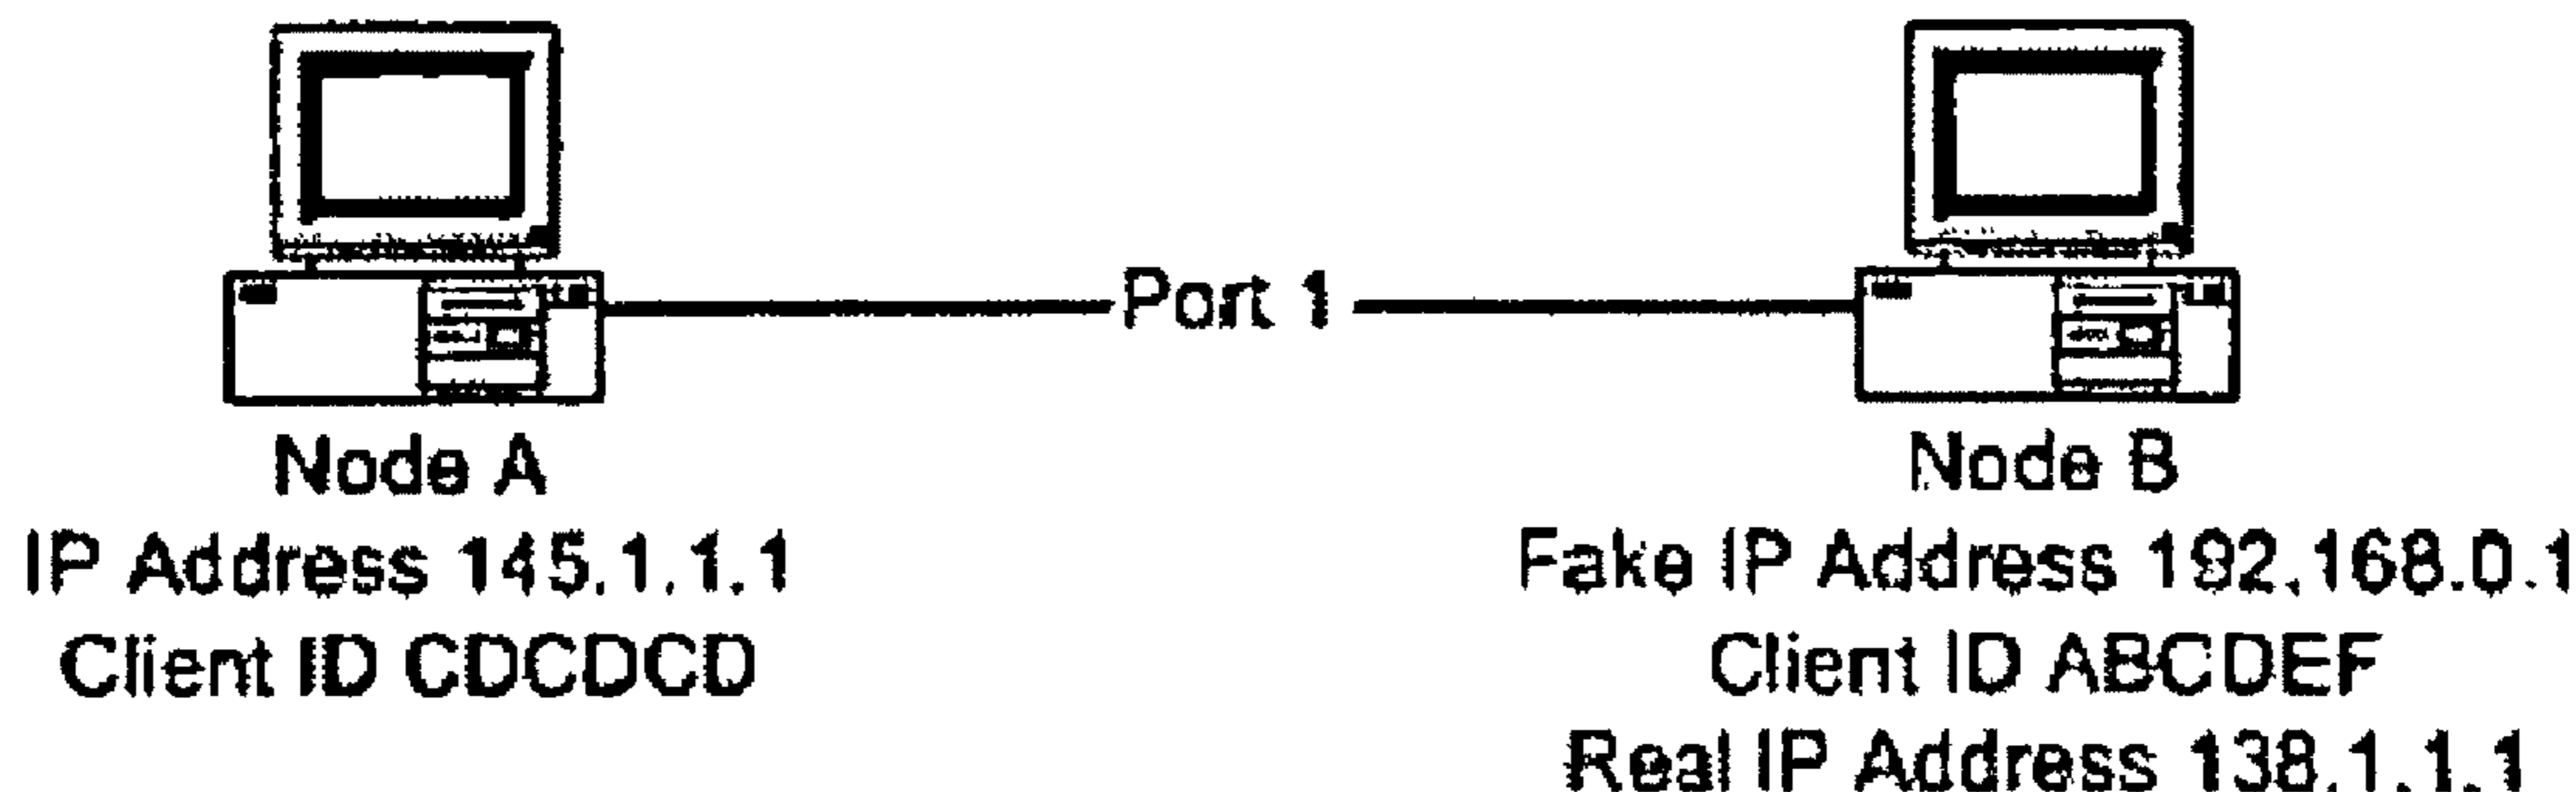 Port 1
Node A
IP Address 145.1.1.1
Client ID CDCDCD
Node B
Fake IP Address 192.168.0.1
Client ID ABCDEF
Real IP Address 138.1.1.1